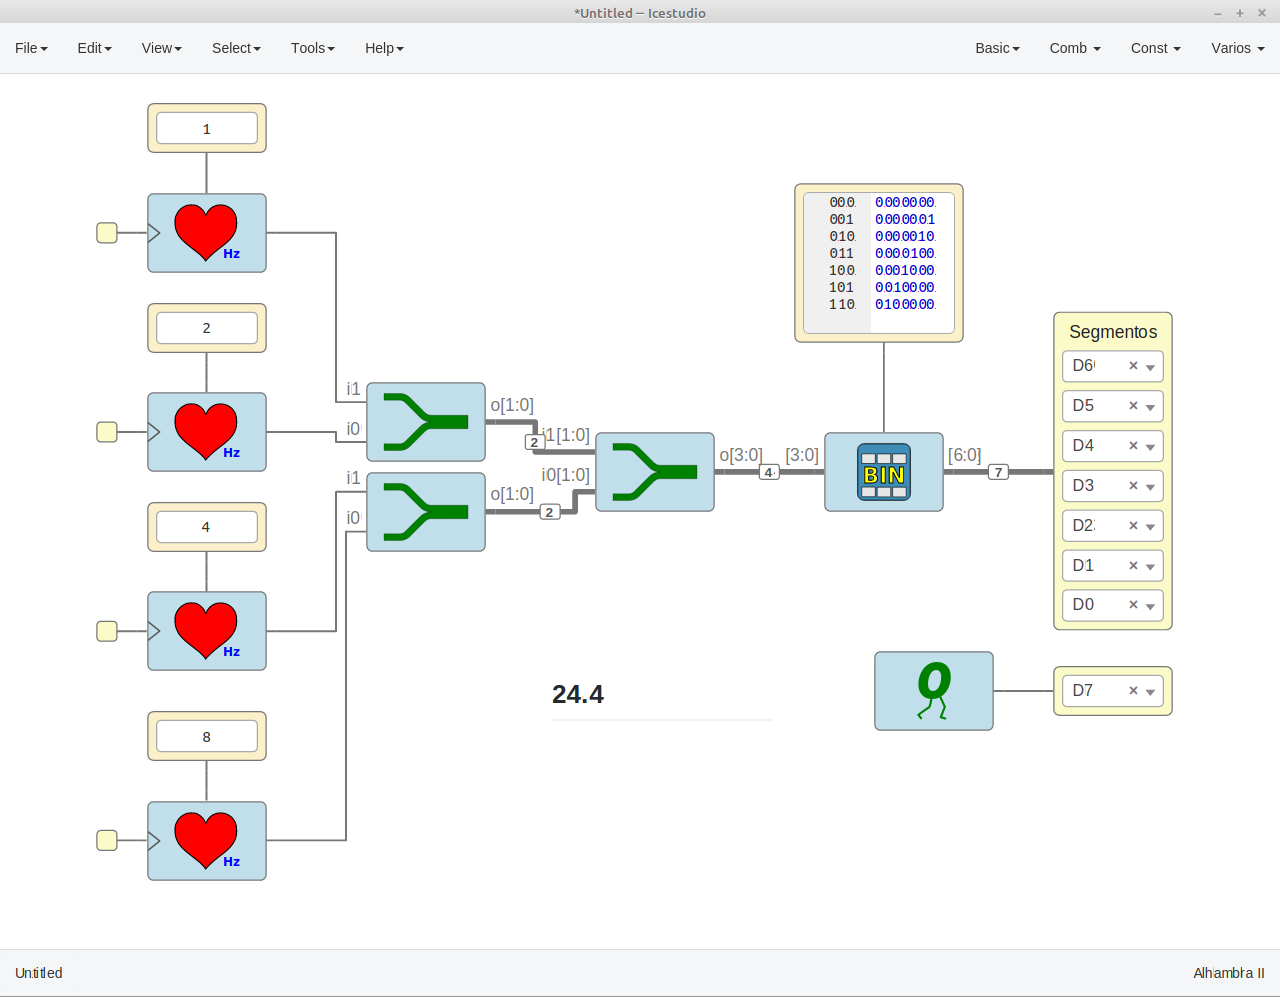 *Untitled – Icestudio
File Edit View Select Tools Help Basic Comb Const Varios
1
Hz
2
Hz
4
Hz
8
Hz
i1
i0
o[1:0]
2
i1
i0
o[1:0]
2
i1[1:0]
i0[1:0]
o[3:0]
4
[3:0]
000 0000000
001 0000001
010 0000010
011 0000100
100 0001000
101 0010000
110 0100000
BIN
[6:0]
7
Segmentos
D6
D5
D4
D3
D2
D1
D0
24.4
0
D7
Untitled
Alhambra II